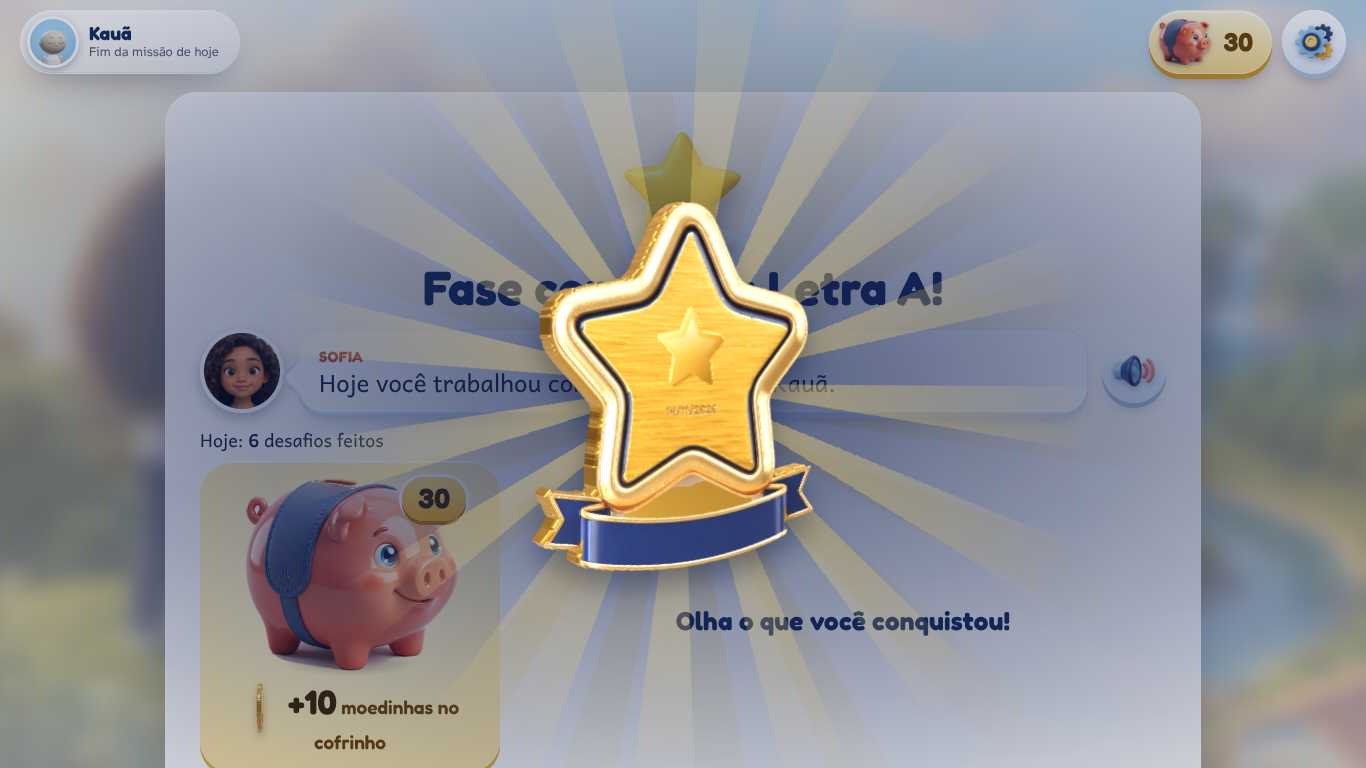 Kauã
Fim da missão de hoje
30
Fase co
Letra A!
SOFIA
Hoje você trabalhou co
Kauã.
Hoje: 6 desafios feitos
30
Olha o que você conquistou!
+10 moedinhas no
cofrinho